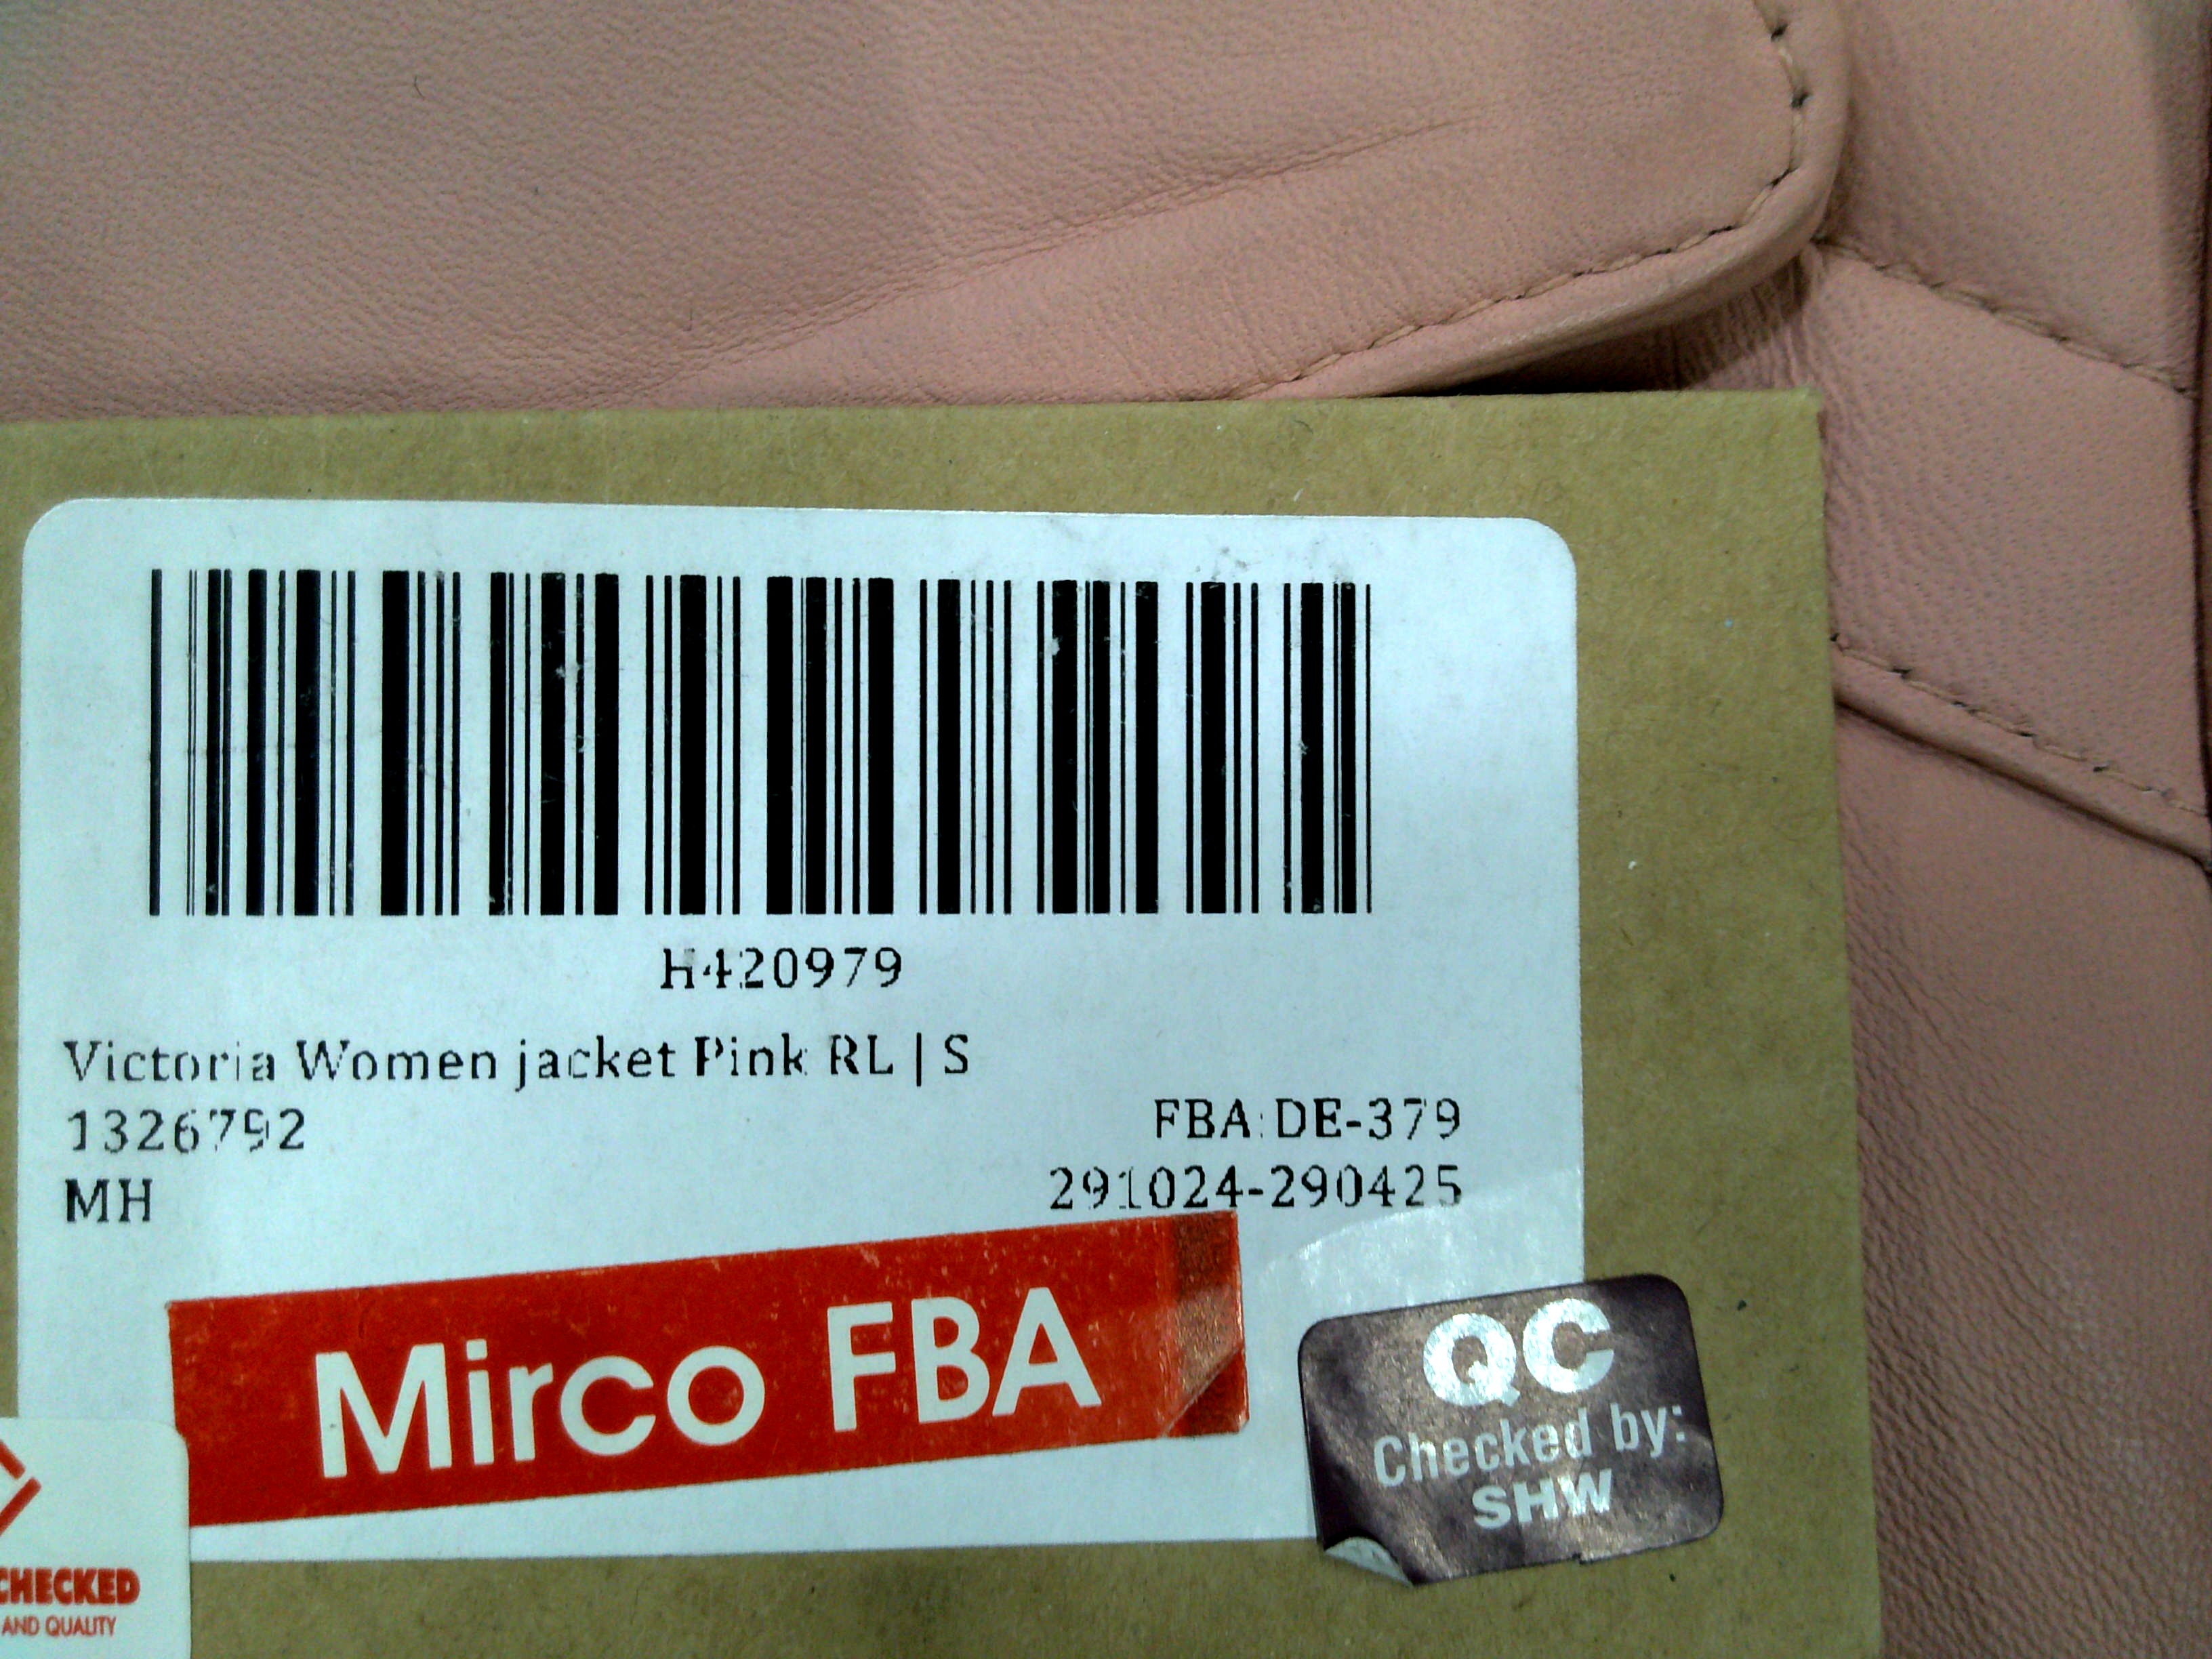 H420979
Victoria Women jacket Pink RL | S
1326792
FBA:DE-379
MH
291024-290425
Mirco FBA
QC
Checked by:
SHW
CHECKED
AND QUALITY